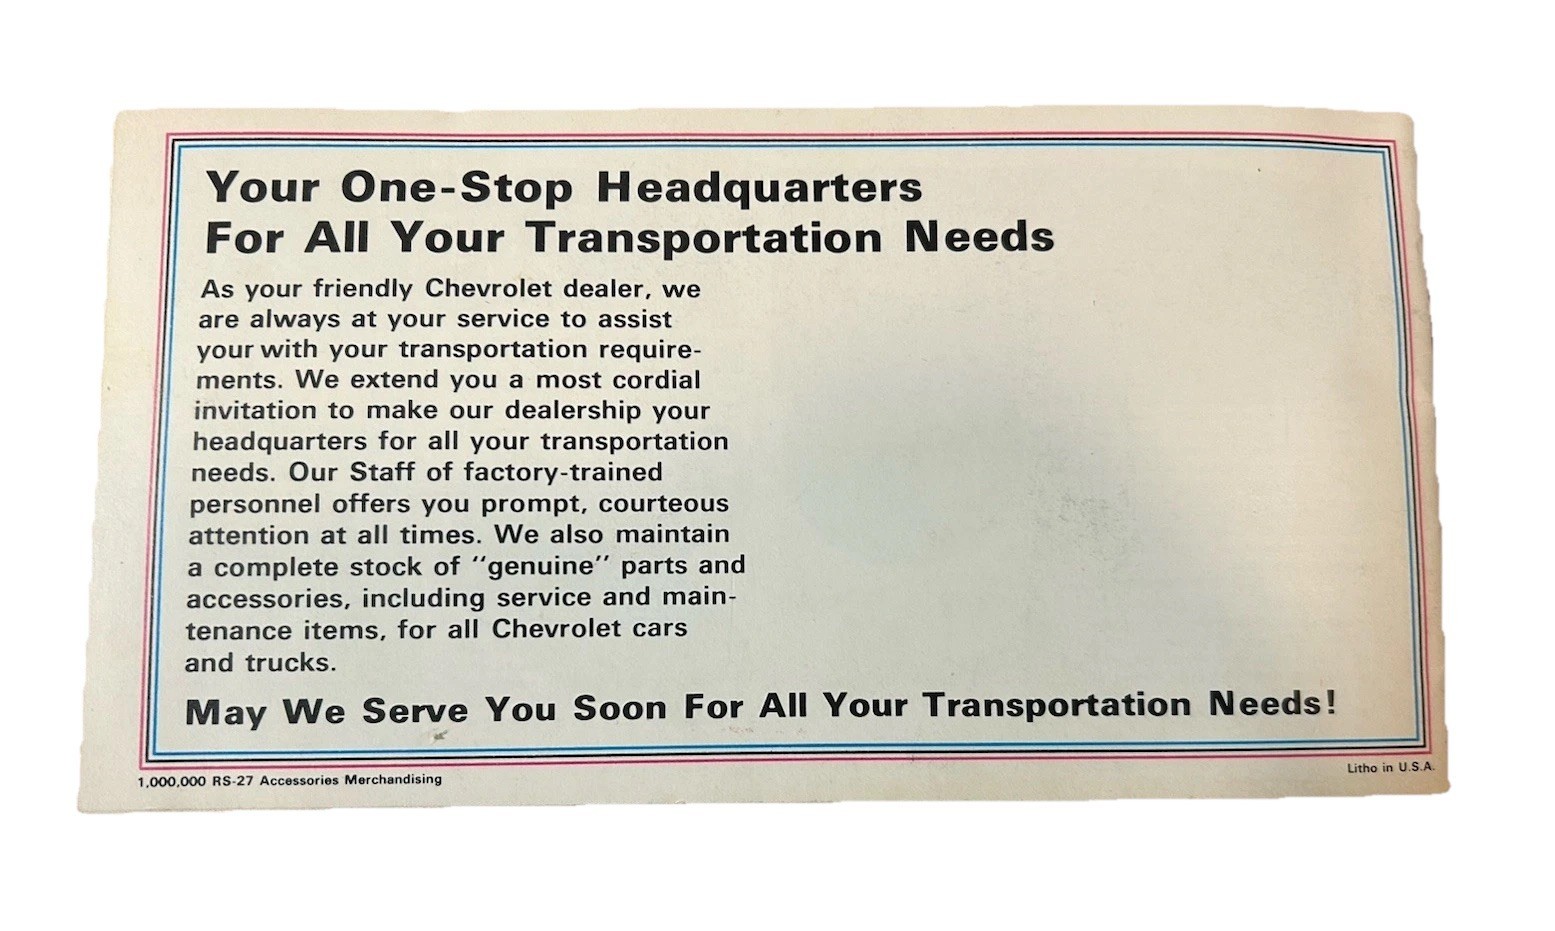 Your One-Stop Headquarters
For All Your Transportation Needs
As your friendly Chevrolet dealer, we
are always at your service to assist
your with your transportation require-
ments. We extend you a most cordial
invitation to make our dealership your
headquarters for all your transportation
needs. Our Staff of factory-trained
personnel offers you prompt, courteous
attention at all times. We also maintain
a complete stock of "genuine" parts and
accessories, including service and main-
tenance items, for all Chevrolet cars
and trucks.
May We Serve You Soon For All Your Transportation Needs!
1,000,000 RS-27 Accessories Merchandising
Litho in U.S.A.